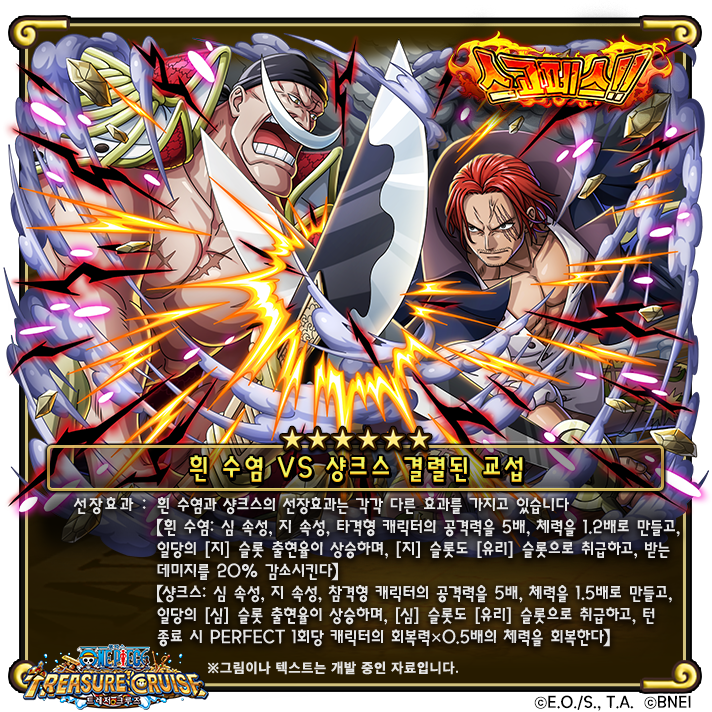 스고페스!!
흰 수염 VS 샹크스 결렬된 교섭
선장효과 : 흰 수염과 샹크스의 선장효과는 각각 다른 효과를 가지고 있습니다
【흰 수염: 심 속성, 지 속성, 타격형 캐릭터의 공격력을 5배, 체력을 1.2배로 만들고,
일당의 [지] 슬롯 출현율이 상승하며, [지] 슬롯도 [유리] 슬롯으로 취급하고, 받는
데미지를 20% 감소시킨다】
【샹크스: 심 속성, 지 속성, 참격형 캐릭터의 공격력을 5배, 체력을 1.5배로 만들고,
일당의 [심] 슬롯 출현율이 상승하며, [심] 슬롯도 [유리] 슬롯으로 취급하고, 턴
종료 시 PERFECT 1회당 캐릭터의 회복력×0.5배의 체력을 회복한다】
※그림이나 텍스트는 개발 중인 자료입니다.
ONE PIECE
TREASURE CRUISE
트레저 크루즈
©E.O./S., T.A. ©BNEI